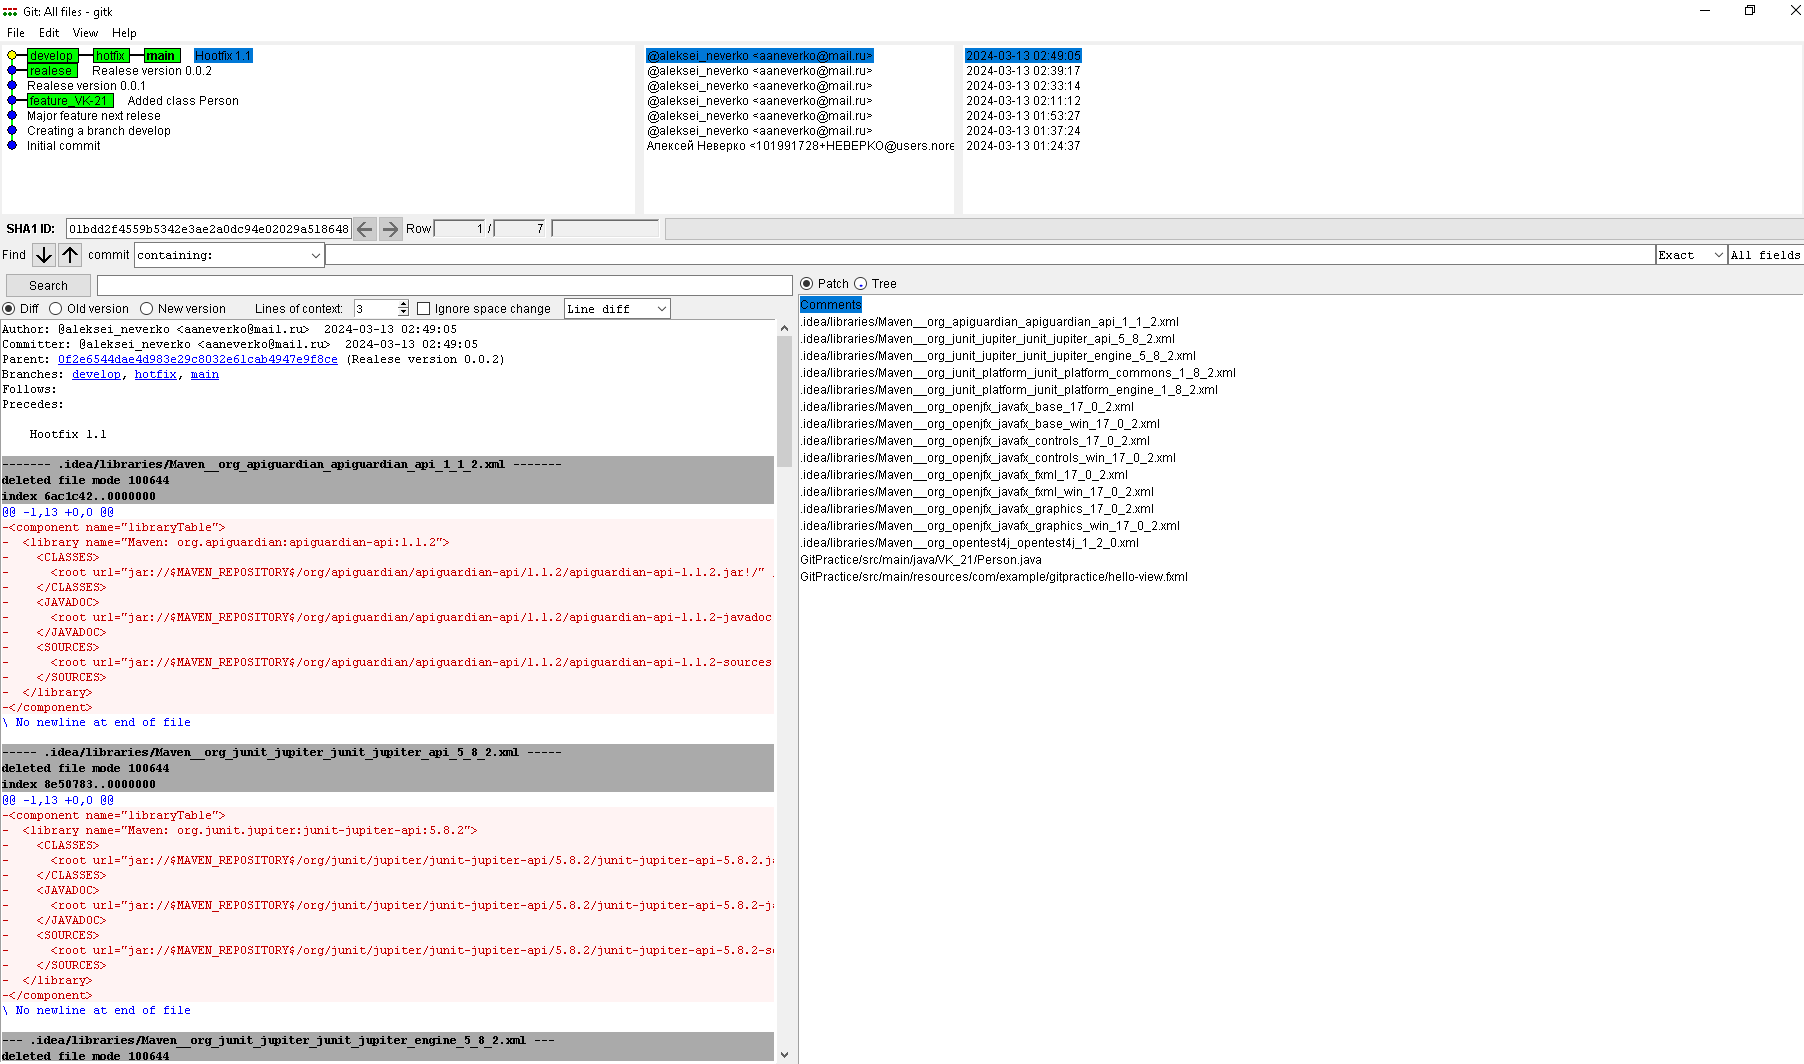 Git: All files - gitk
File Edit View Help
develop hotfix main Hootfix 1.1 @aleksei_neverko <aaneverko@mail.ru> 2024-03-13 02:49:05
realese Realese version 0.0.2 @aleksei_neverko <aaneverko@mail.ru> 2024-03-13 02:39:17
Realese version 0.0.1 @aleksei_neverko <aaneverko@mail.ru> 2024-03-13 02:33:14
feature_VK-21 Added class Person @aleksei_neverko <aaneverko@mail.ru> 2024-03-13 02:11:12
Major feature next relese @aleksei_neverko <aaneverko@mail.ru> 2024-03-13 01:53:27
Creating a branch develop @aleksei_neverko <aaneverko@mail.ru> 2024-03-13 01:37:24
Initial commit Алексей Неверко <101991728+HEBEPKO@users.nore 2024-03-13 01:24:37
SHA1 ID: 01bdd2f4559b5342e3ae2a0dc94e02029a518648 Row 1 / 7
Find commit containing: Exact All fields
Search
Diff Old version New version Lines of context: 3 Ignore space change Line diff
Author: @aleksei_neverko <aaneverko@mail.ru> 2024-03-13 02:49:05
Committer: @aleksei_neverko <aaneverko@mail.ru> 2024-03-13 02:49:05
Parent: 0f2e6544dae4d983e29c8032e61cab4947e9f8ce (Realese version 0.0.2)
Branches: develop, hotfix, main
Follows:
Precedes:
Hootfix 1.1
------- .idea/libraries/Maven__org_apiguardian_apiguardian_api_1_1_2.xml -------
deleted file mode 100644
index 6ac1c42..0000000
@@ -1,13 +0,0 @@
-<component name="libraryTable">
-  <library name="Maven: org.apiguardian:apiguardian-api:1.1.2">
-    <CLASSES>
-      <root url="jar://$MAVEN_REPOSITORY$/org/apiguardian/apiguardian-api/1.1.2/apiguardian-api-1.1.2.jar!/"
-    </CLASSES>
-    <JAVADOC>
-      <root url="jar://$MAVEN_REPOSITORY$/org/apiguardian/apiguardian-api/1.1.2/apiguardian-api-1.1.2-javadoc
-    </JAVADOC>
-    <SOURCES>
-      <root url="jar://$MAVEN_REPOSITORY$/org/apiguardian/apiguardian-api/1.1.2/apiguardian-api-1.1.2-sources
-    </SOURCES>
-  </library>
-</component>
\ No newline at end of file
----- .idea/libraries/Maven__org_junit_jupiter_junit_jupiter_api_5_8_2.xml -----
deleted file mode 100644
index 8e50783..0000000
@@ -1,13 +0,0 @@
-<component name="libraryTable">
-  <library name="Maven: org.junit.jupiter:junit-jupiter-api:5.8.2">
-    <CLASSES>
-      <root url="jar://$MAVEN_REPOSITORY$/org/junit/jupiter/junit-jupiter-api/5.8.2/junit-jupiter-api-5.8.2.ja
-    </CLASSES>
-    <JAVADOC>
-      <root url="jar://$MAVEN_REPOSITORY$/org/junit/jupiter/junit-jupiter-api/5.8.2/junit-jupiter-api-5.8.2-ja
-    </JAVADOC>
-    <SOURCES>
-      <root url="jar://$MAVEN_REPOSITORY$/org/junit/jupiter/junit-jupiter-api/5.8.2/junit-jupiter-api-5.8.2-so
-    </SOURCES>
-  </library>
-</component>
\ No newline at end of file
--- .idea/libraries/Maven__org_junit_jupiter_junit_jupiter_engine_5_8_2.xml ---
deleted file mode 100644
Patch Tree
Comments
.idea/libraries/Maven__org_apiguardian_apiguardian_api_1_1_2.xml
.idea/libraries/Maven__org_junit_jupiter_junit_jupiter_api_5_8_2.xml
.idea/libraries/Maven__org_junit_jupiter_junit_jupiter_engine_5_8_2.xml
.idea/libraries/Maven__org_junit_platform_junit_platform_commons_1_8_2.xml
.idea/libraries/Maven__org_junit_platform_junit_platform_engine_1_8_2.xml
.idea/libraries/Maven__org_openjfx_javafx_base_17_0_2.xml
.idea/libraries/Maven__org_openjfx_javafx_base_win_17_0_2.xml
.idea/libraries/Maven__org_openjfx_javafx_controls_17_0_2.xml
.idea/libraries/Maven__org_openjfx_javafx_controls_win_17_0_2.xml
.idea/libraries/Maven__org_openjfx_javafx_fxml_17_0_2.xml
.idea/libraries/Maven__org_openjfx_javafx_fxml_win_17_0_2.xml
.idea/libraries/Maven__org_openjfx_javafx_graphics_17_0_2.xml
.idea/libraries/Maven__org_openjfx_javafx_graphics_win_17_0_2.xml
.idea/libraries/Maven__org_opentest4j_opentest4j_1_2_0.xml
GitPractice/src/main/java/VK_21/Person.java
GitPractice/src/main/resources/com/example/gitpractice/hello-view.fxml